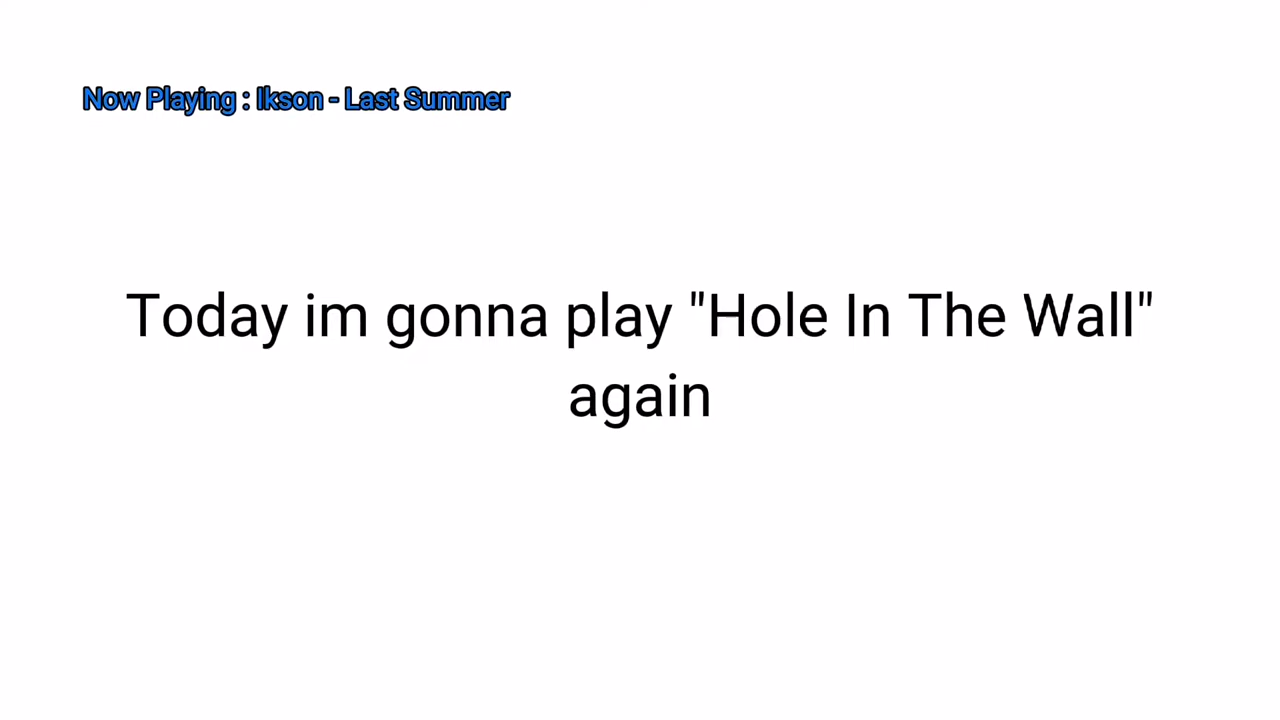 Now Playing : Ikson - Last Summer
Today im gonna play "Hole In The Wall"
again